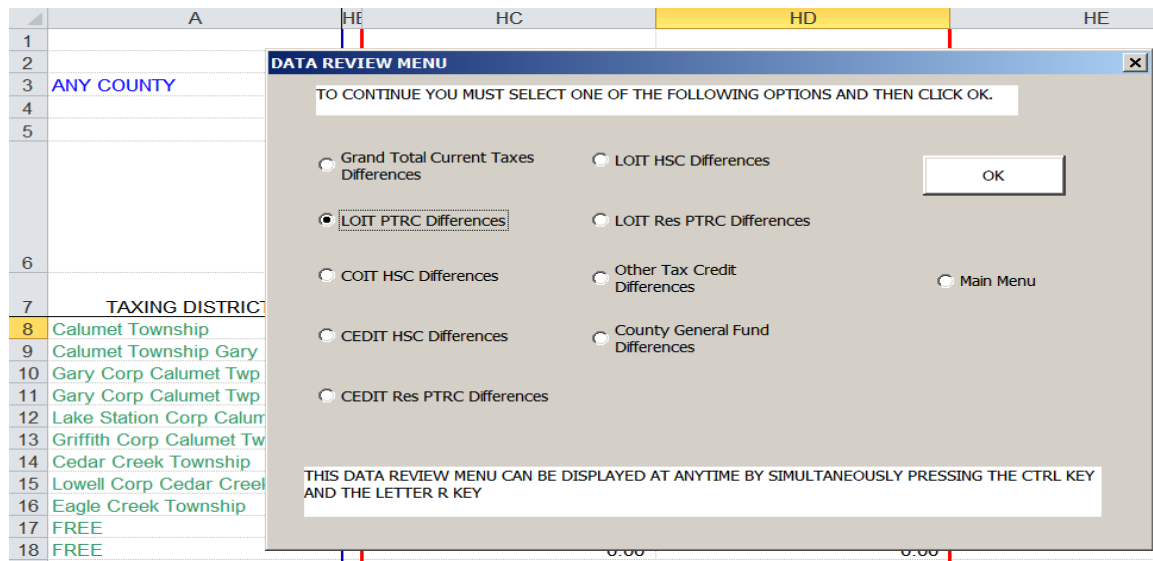 A HB HC HD HE
1
2
DATA REVIEW MENU
3 ANY COUNTY
TO CONTINUE YOU MUST SELECT ONE OF THE FOLLOWING OPTIONS AND THEN CLICK OK.
4
5
Grand Total Current Taxes
Differences
LOIT HSC Differences
OK
LOIT PTRC Differences
LOIT Res PTRC Differences
6
COIT HSC Differences
Other Tax Credit
Differences
Main Menu
7 TAXING DISTRICT
8 Calumet Township
CEDIT HSC Differences
County General Fund
Differences
9 Calumet Township Gary
10 Gary Corp Calumet Twp
11 Gary Corp Calumet Twp
CEDIT Res PTRC Differences
12 Lake Station Corp Calum
13 Griffith Corp Calumet Tw
14 Cedar Creek Township
THIS DATA REVIEW MENU CAN BE DISPLAYED AT ANYTIME BY SIMULTANEOUSLY PRESSING THE CTRL KEY
AND THE LETTER R KEY
15 Lowell Corp Cedar Creek
16 Eagle Creek Township
17 FREE
18 FREE 0.00 0.00